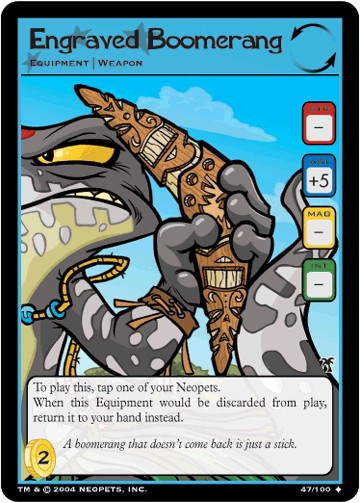 Engraved Boomerang
Equipment | Weapon
STR
–
AGI
+5
MAG
–
INT
–
To play this, tap one of your Neopets.
When this Equipment would be discarded from play,
return it to your hand instead.
2
A boomerang that doesn't come back is just a stick.
TM & © 2004 NEOPETS, INC.
47/100 ◆